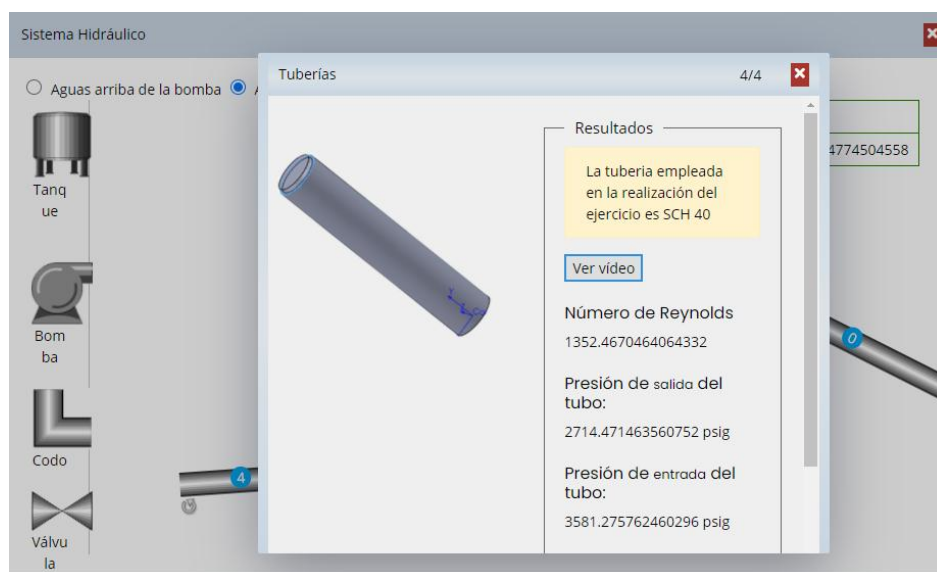 Sistema Hidráulico
Aguas arriba de la bomba
Tuberías
4/4
Tanq
ue
Bom
ba
Codo
Válvu
la
4
Resultados
La tuberia empleada
en la realización del
ejercicio es SCH 40
Ver vídeo
Número de Reynolds
1352.4670464064332
Presión de salida del
tubo:
2714.471463560752 psig
Presión de entrada del
tubo:
3581.275762460296 psig
4774504558
0